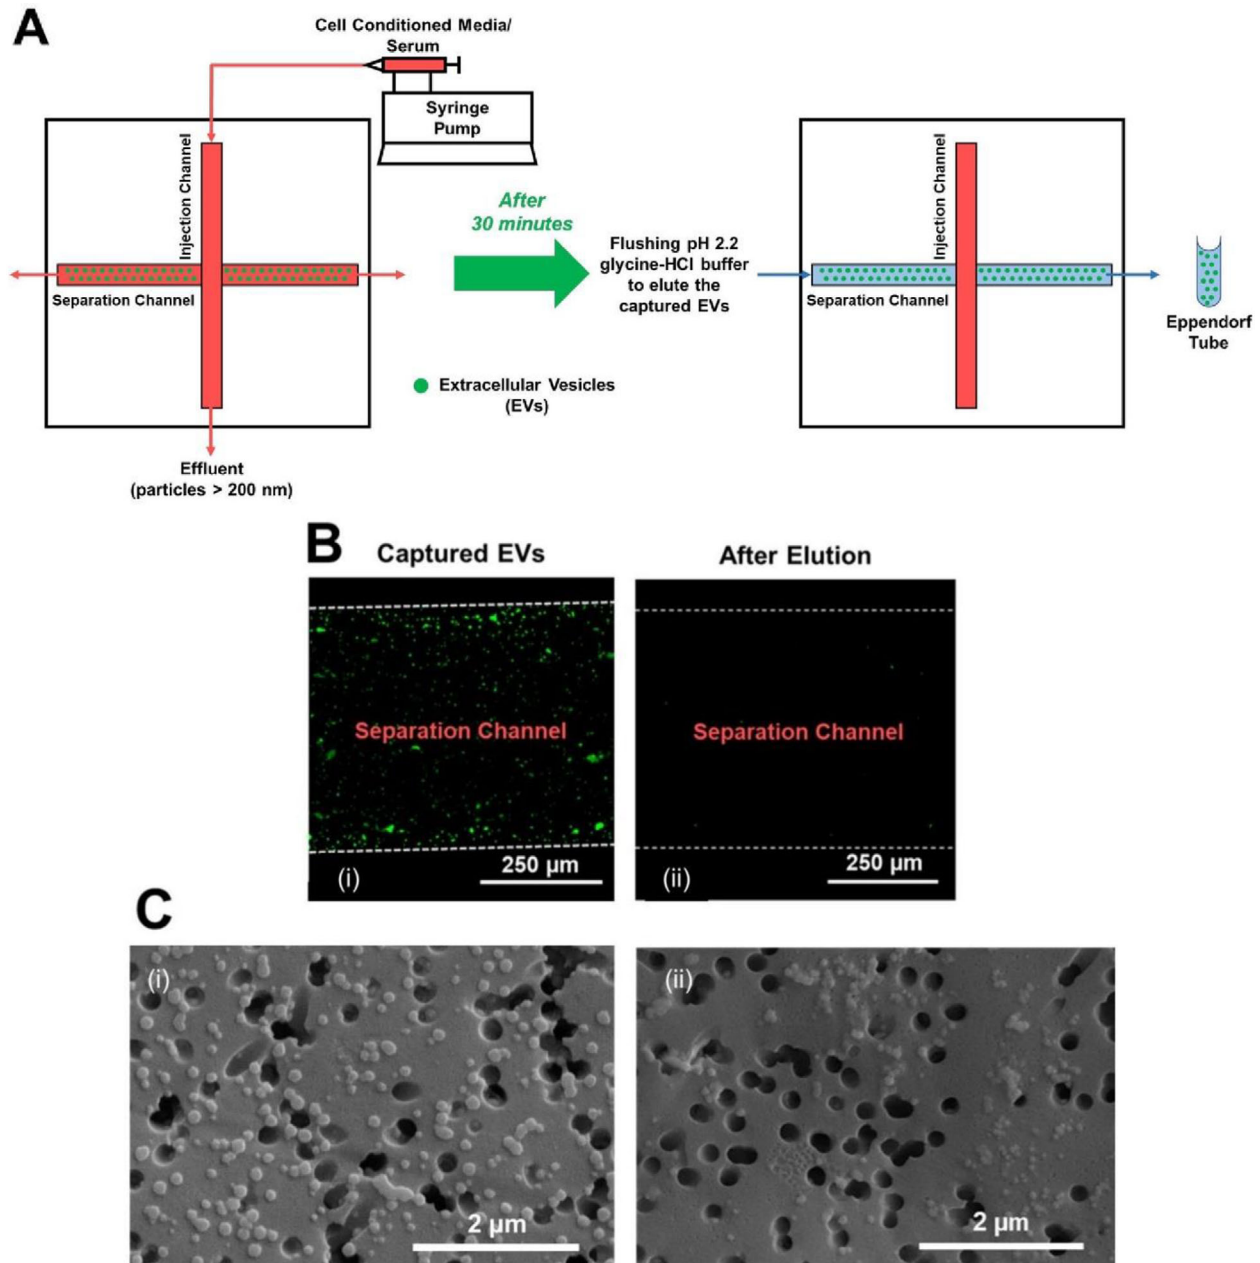 A
Cell Conditioned Media/
Serum
Syringe
Pump
Injection Channel
Separation Channel
Effluent
(particles > 200 nm)
After
30 minutes
Extracellular Vesicles
(EVs)
Flushing pH 2.2
glycine-HCl buffer
to elute the
captured EVs
Injection Channel
Separation Channel
Eppendorf
Tube
B
Captured EVs
Separation Channel
250 µm
(i)
After Elution
Separation Channel
250 µm
(ii)
C
(i)
2 µm
(ii)
2 µm